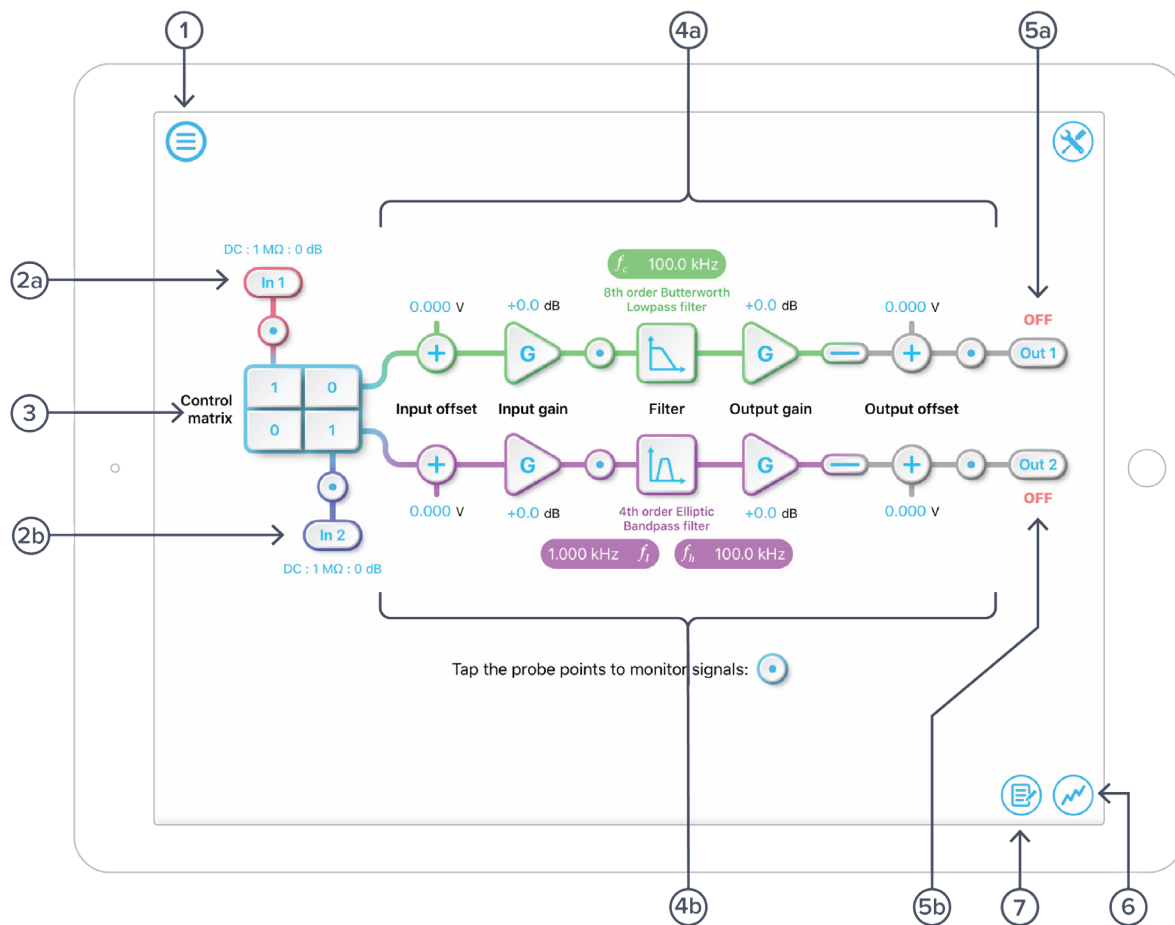 1
4a
5a
DC : 1 MΩ : 0 dB
2a
In 1
f_c 100.0 kHz
8th order Butterworth
Lowpass filter
0.000 V
+0.0 dB
+0.0 dB
0.000 V
OFF
G
G
Out 1
3
Control
matrix
1 0
0 1
Input offset
Input gain
Filter
Output gain
Output offset
G
G
Out 2
0.000 V
+0.0 dB
4th order Elliptic
Bandpass filter
+0.0 dB
0.000 V
OFF
2b
In 2
DC : 1 MΩ : 0 dB
1.000 kHz f_l
f_h 100.0 kHz
Tap the probe points to monitor signals:
4b
5b
7
6